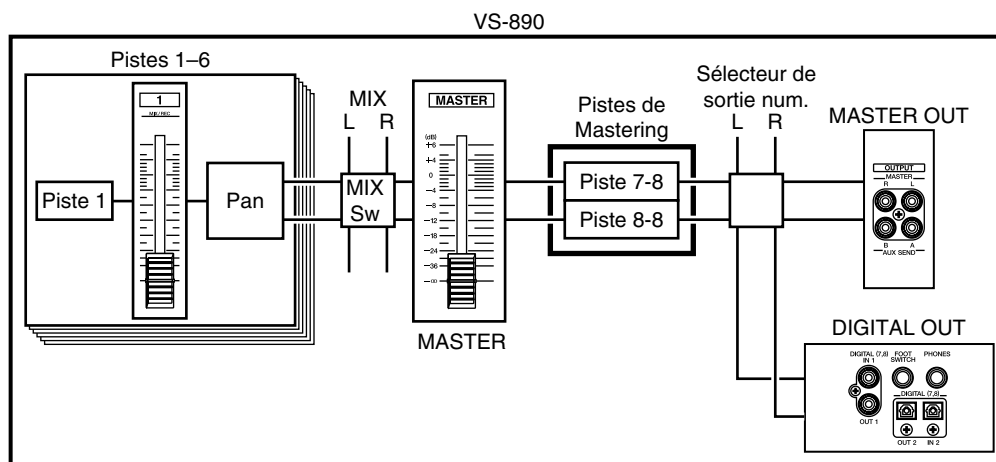 VS-890
Pistes 1–6
1
MIX/REC
Piste 1
Pan
MIX
L R
MIX
Sw
MASTER
(dB)
+6
+4
0
−4
−8
−12
−18
−24
−36
−∞
MASTER
Pistes de
Mastering
Piste 7-8
Piste 8-8
Sélecteur de
sortie num.
L R
MASTER OUT
OUTPUT
MASTER
R L
B A
AUX SEND
DIGITAL OUT
DIGITAL (7,8)
IN 1
FOOT
SWITCH
PHONES
OUT 1
DIGITAL (7,8)
OUT 2 IN 2